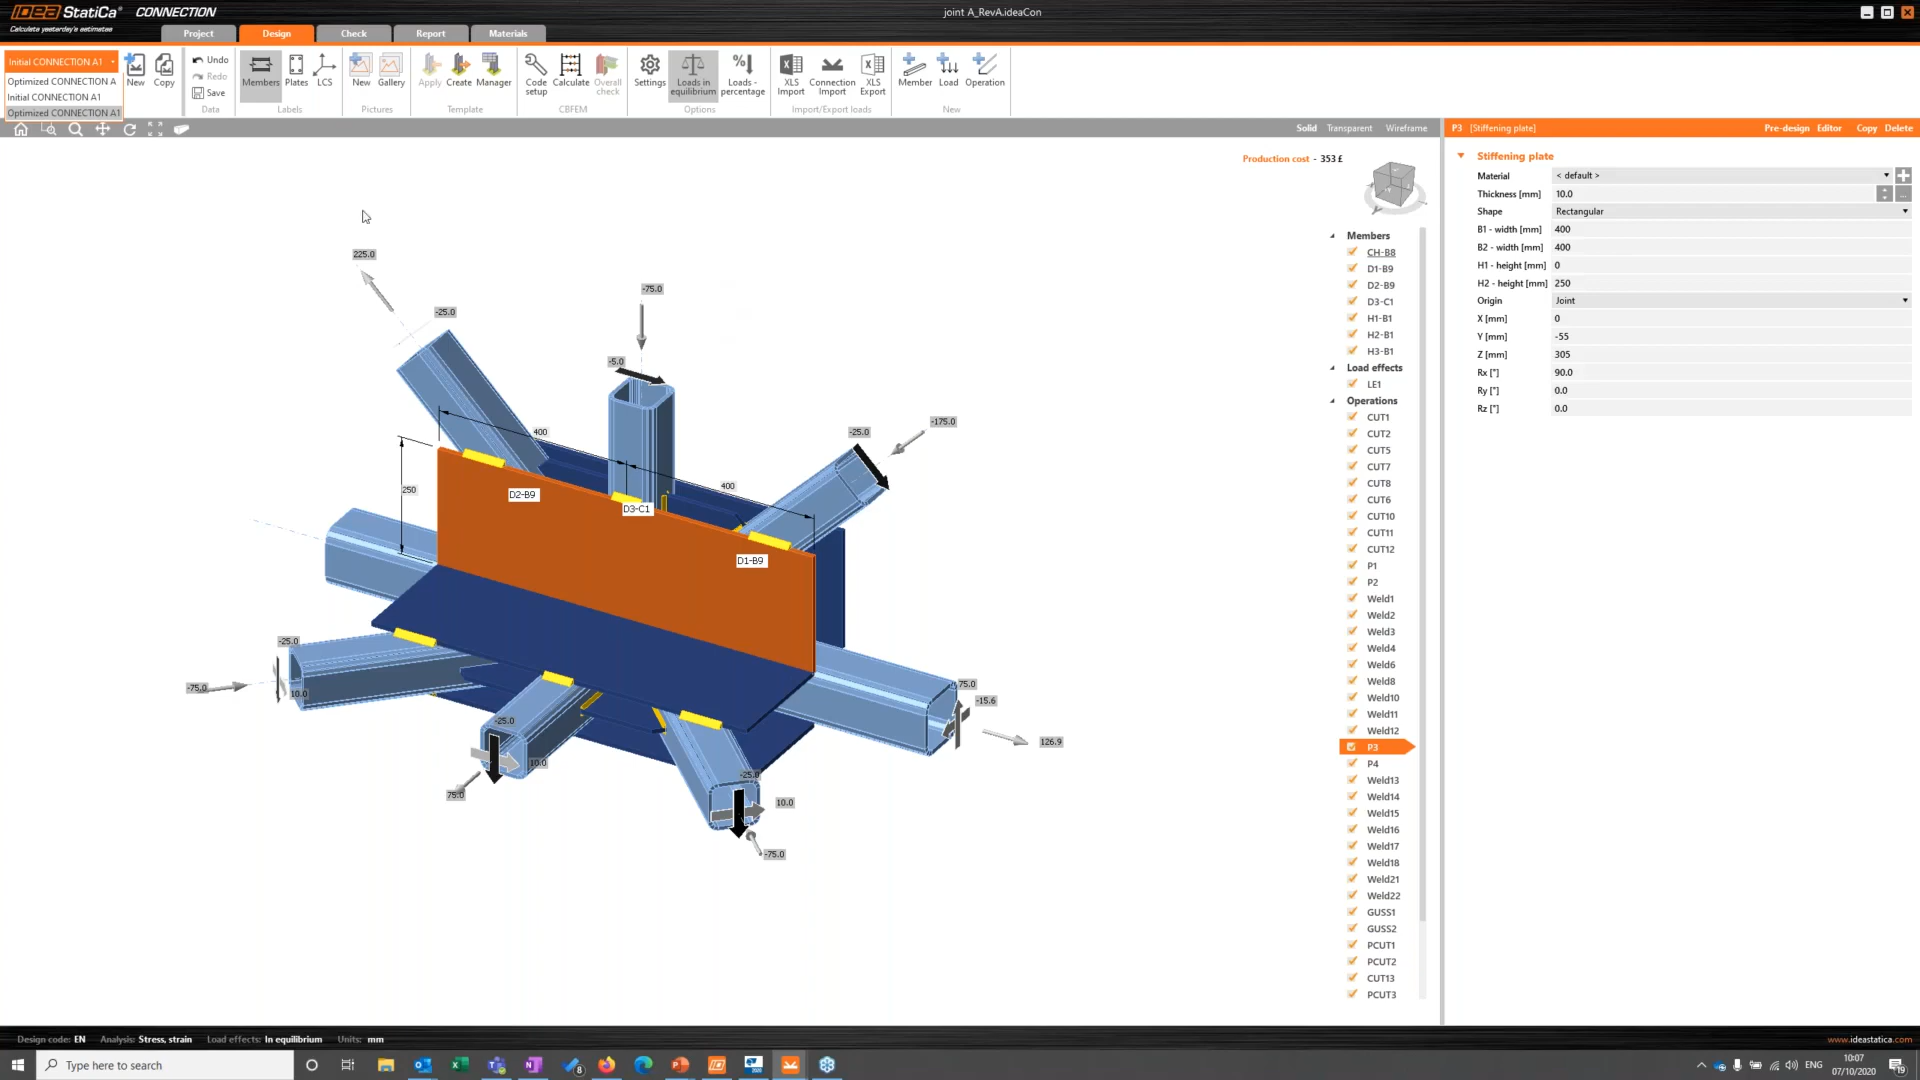 IDEA StatiCa® CONNECTION
Calculate yesterday's estimates
joint A_RevA.ideaCon
Project
Design
Check
Report
Materials
Initial CONNECTION A1
Optimized CONNECTION A
Initial CONNECTION A1
Optimized CONNECTION A1
New
Copy
Undo
Redo
Save
Data
Members
Plates
LCS
Labels
New
Gallery
Pictures
Apply
Create
Manager
Template
Code setup
Calculate
Overall check
CBFEM
Settings
Loads in equilibrium
Loads - percentage
Options
XLS Import
Connection Import
XLS Export
Import/Export loads
Member
Load
Operation
New
Solid
Transparent
Wireframe
Production cost - 353 £
225.0
-25.0
-75.0
-5.0
-175.0
-25.0
400
400
250
D2-B9
D3-C1
D1-B9
-25.0
-75.0
10.0
-25.0
10.0
75.0
-25.0
10.0
-75.0
75.0
-15.6
126.9
Members
CH-B8
D1-B9
D2-B9
D3-C1
H1-B1
H2-B1
H3-B1
Load effects
LE1
Operations
CUT1
CUT2
CUT5
CUT7
CUT8
CUT6
CUT10
CUT11
CUT12
P1
P2
Weld1
Weld2
Weld3
Weld4
Weld6
Weld8
Weld10
Weld11
Weld12
P3
P4
Weld13
Weld14
Weld15
Weld16
Weld17
Weld18
Weld21
Weld22
GUSS1
GUSS2
PCUT1
PCUT2
CUT13
PCUT3
P3 [Stiffening plate]
Pre-design Editor Copy Delete
Stiffening plate
Material < default >
Thickness [mm] 10.0
Shape Rectangular
B1 - width [mm] 400
B2 - width [mm] 400
H1 - height [mm] 0
H2 - height [mm] 250
Origin Joint
X [mm] 0
Y [mm] -55
Z [mm] 305
Rx [°] 90.0
Ry [°] 0.0
Rz [°] 0.0
Design code: EN Analysis: Stress, strain Load effects: In equilibrium Units: mm
www.ideastatica.com
Type here to search
8
ENG
10:07
07/10/2020
19